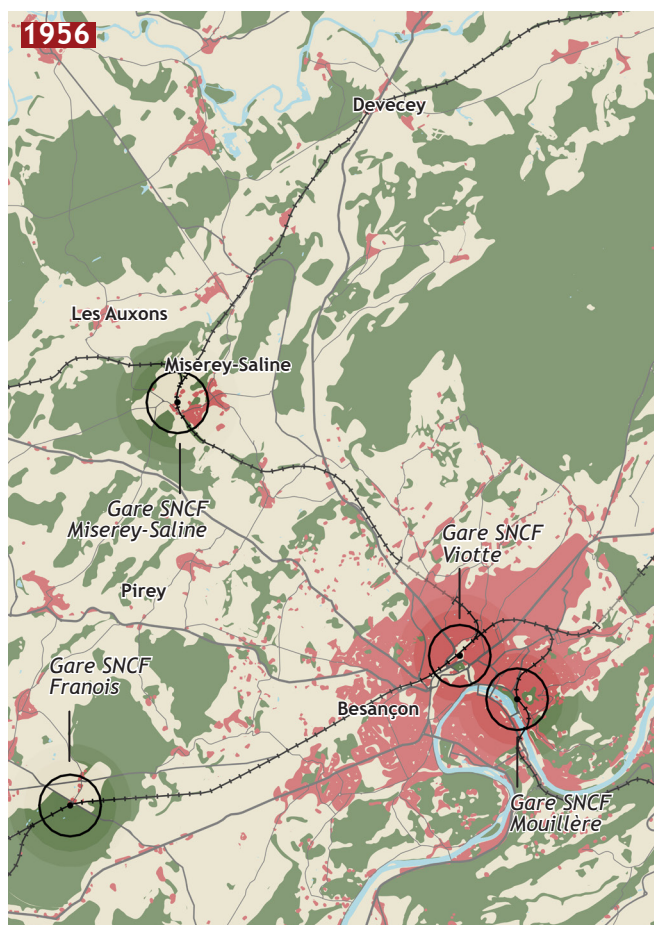 1956
Devecey
Les Auxons
Miserey-Saline
Gare SNCF
Miserey-Saline
Gare SNCF
Viotte
Pirey
Gare SNCF
Franois
Besançon
Gare SNCF
Mouillère